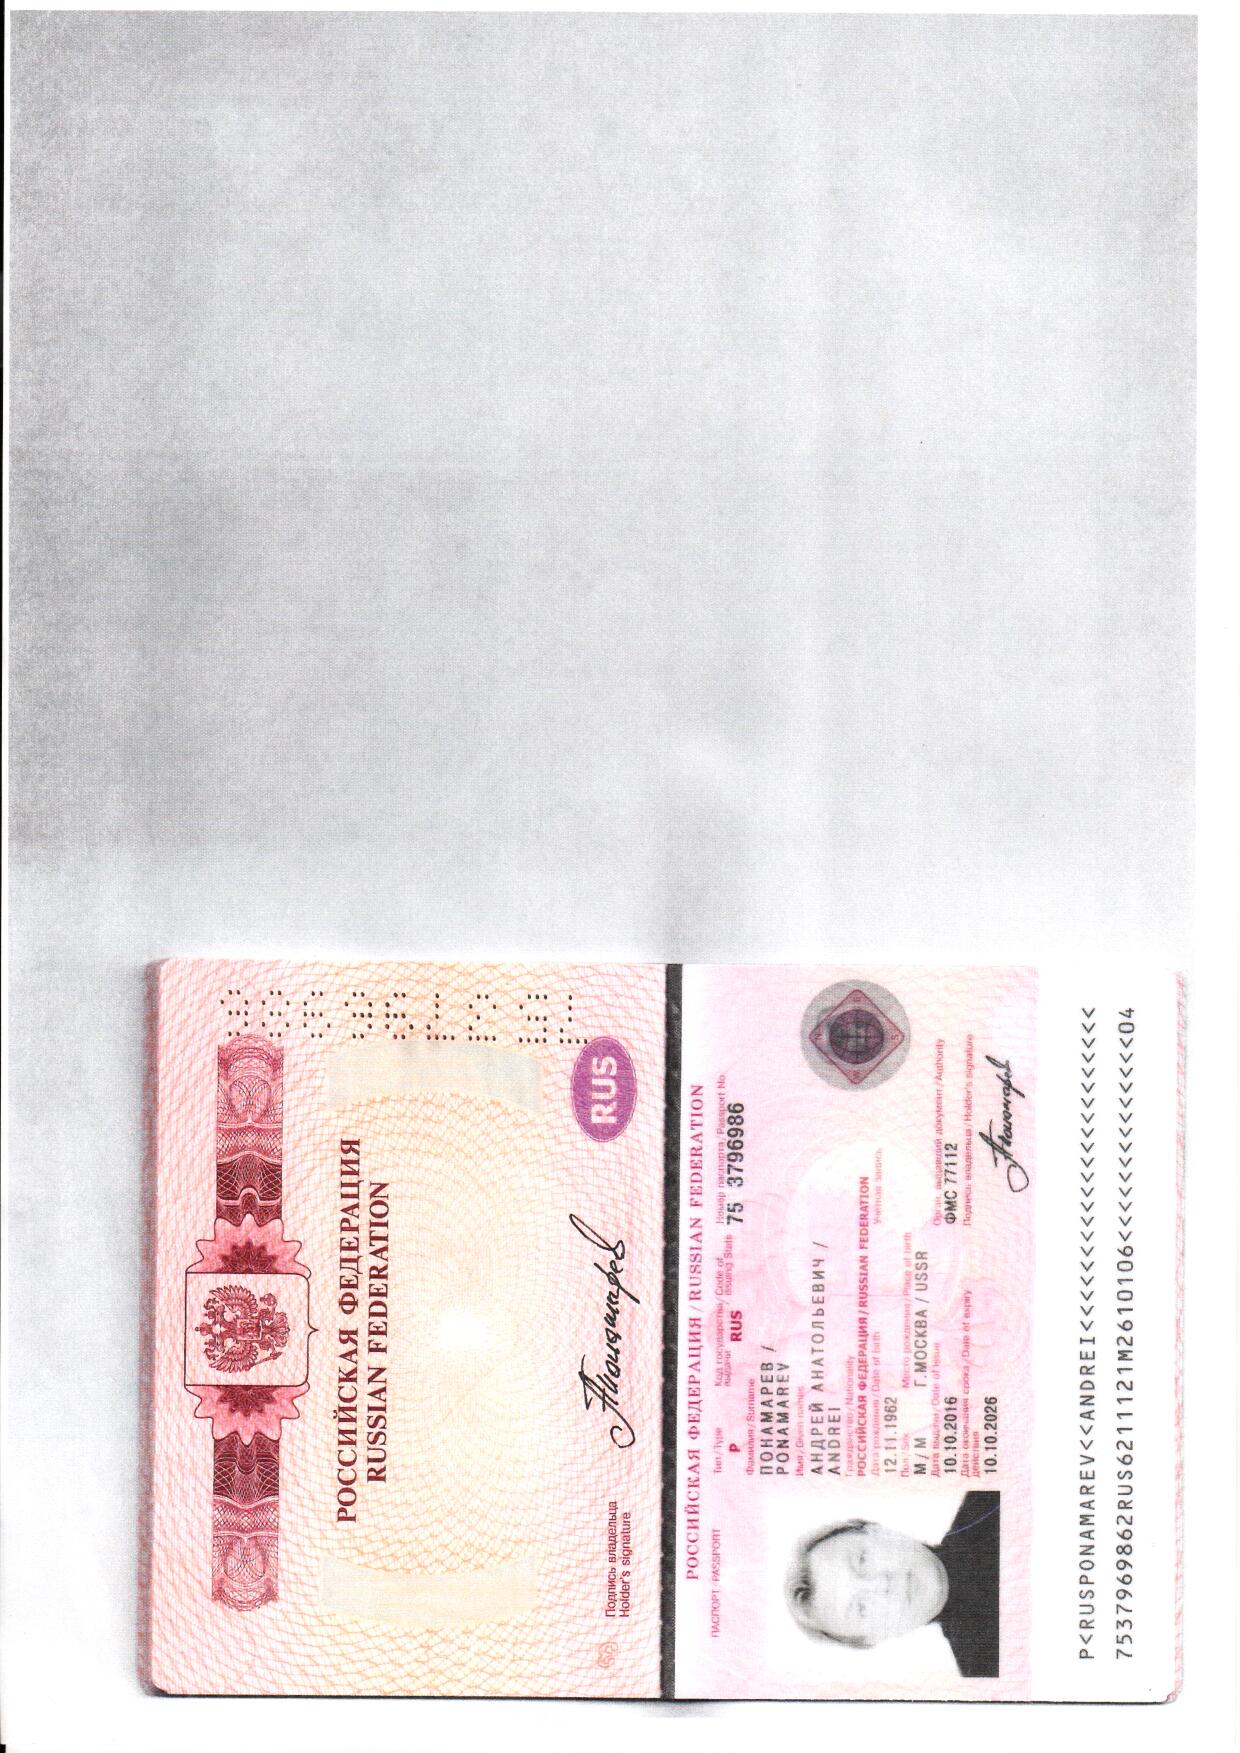 75 3796986
РОССИЙСКАЯ ФЕДЕРАЦИЯ
RUSSIAN FEDERATION
RUS
Подпись владельца
Holder's signature
РОССИЙСКАЯ ФЕДЕРАЦИЯ / RUSSIAN FEDERATION
ПАСПОРТ / PASSPORT
Тип / Type
Код государства / Code of
выдачи issuing State
Номер паспорта / Passport No.
P
RUS
75 3796986
Фамилия / Surname
ПОНАМАРЕВ /
PONAMAREV
Имя / Given names
АНДРЕЙ АНАТОЛЬЕВИЧ /
ANDREI
Гражданство / Nationality
РОССИЙСКАЯ ФЕДЕРАЦИЯ / RUSSIAN FEDERATION
Дата рождения / Date of birth
Учетная запись
12.11.1962
Пол / Sex
Место рождения / Place of birth
М / M
Г.МОСКВА / USSR
Дата выдачи / Date of issue
Орган, выдавший документ / Authority
10.10.2016
ФМС 77112
Дата окончания срока / Date of expiry
действия
Подпись владельца / Holder's signature
10.10.2026
P<RUSPONAMAREV<<ANDREI<<<<<<<<<<<<<<<<<<<<<<
7537969862RUS6211121M2610106<<<<<<<<<<<<<<04